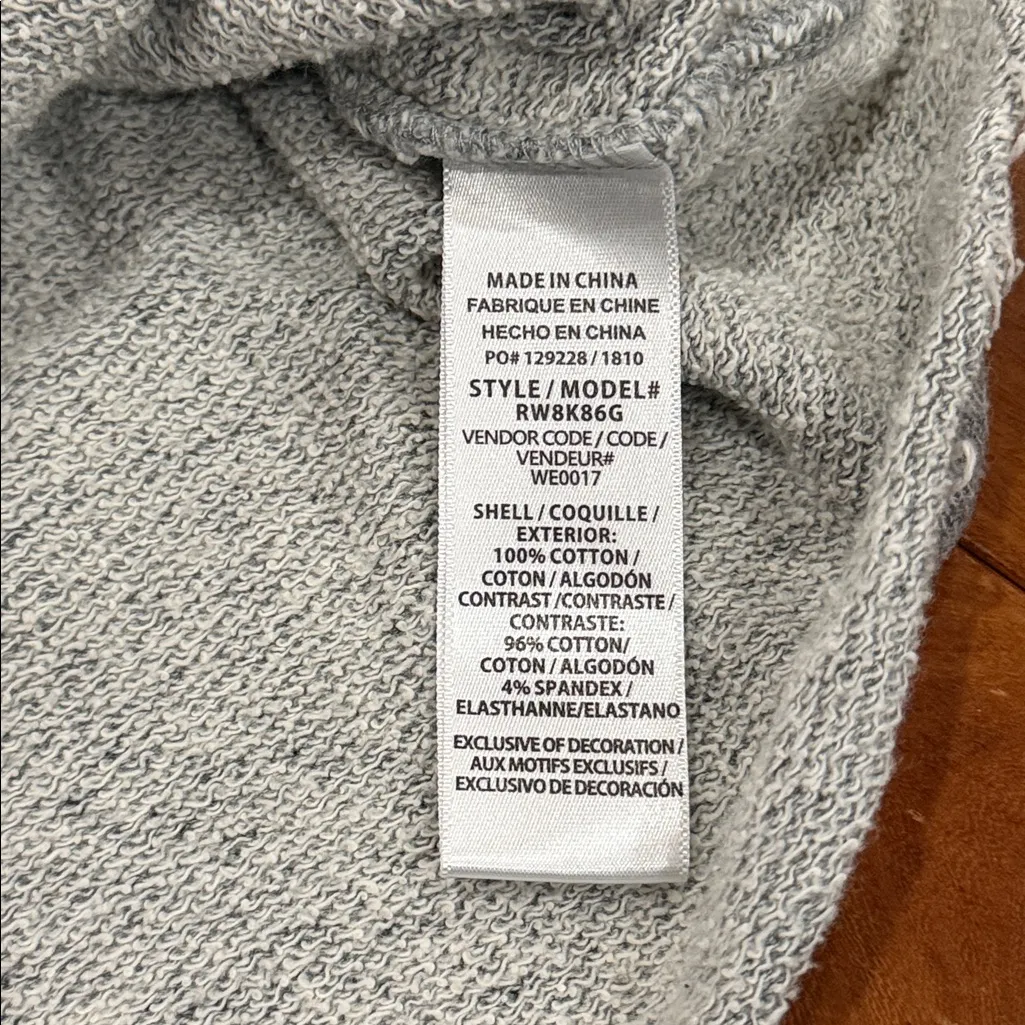 MADE IN CHINA
FABRIQUE EN CHINE
HECHO EN CHINA
PO# 129228 / 1810
STYLE / MODEL#
RW8K86G
VENDOR CODE / CODE /
VENDEUR#
WE0017
SHELL / COQUILLE /
EXTERIOR:
100% COTTON /
COTON / ALGODÓN
CONTRAST /CONTRASTE /
CONTRASTE:
96% COTTON/
COTON / ALGODÓN
4% SPANDEX /
ELASTHANNE/ELASTANO
EXCLUSIVE OF DECORATION /
AUX MOTIFS EXCLUSIFS /
EXCLUSIVO DE DECORACIÓN